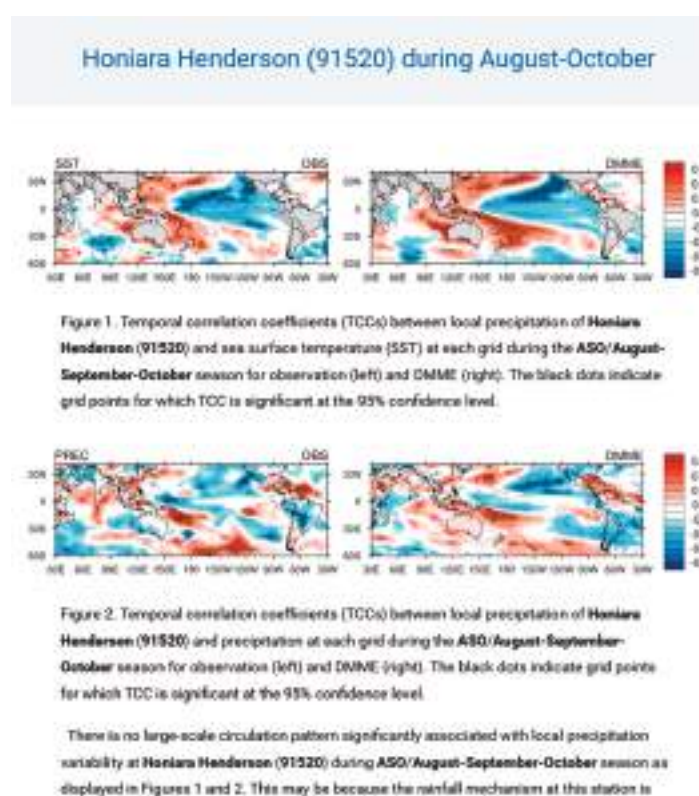 Honiara Henderson (91520) during August-October
SST OBS DMME
Figure 1. Temporal correlation coefficients (TCCs) between local precipitation of Honiara
Henderson (91520) and sea surface temperature (SST) at each grid during the ASO/August-
September-October season for observation (left) and DMME (right). The black dots indicate
grid points for which TCC is significant at the 95% confidence level.
PREC OBS DMME
Figure 2. Temporal correlation coefficients (TCCs) between local precipitation of Honiara
Henderson (91520) and precipitation at each grid during the ASO/August-September-
October season for observation (left) and DMME (right). The black dots indicate grid points
for which TCC is significant at the 95% confidence level.
There is no large-scale circulation pattern significantly associated with local precipitation
variability at Honiara Henderson (91520) during ASO/August-September-October season as
displayed in Figures 1 and 2. This may be because the rainfall mechanism at this station is